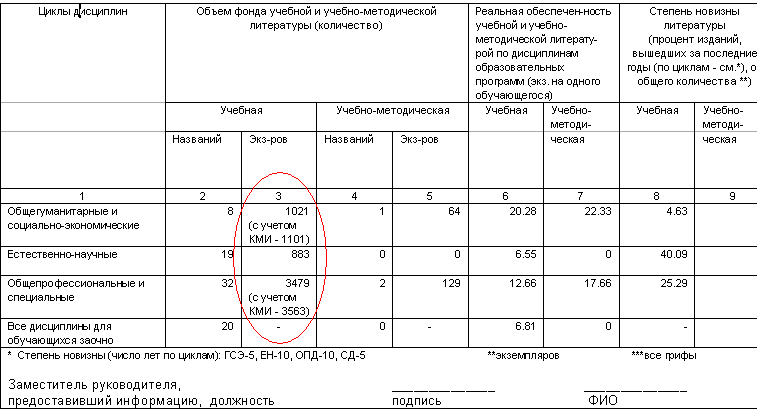 Циклы дисциплин
Объем фонда учебной и учебно-методической
литературы (количество)
Реальная обеспечен-ность
учебной и учебно-
методической литерату-
рой по дисциплинам
образовательных
программ (экз. на одного
обучающегося)
Степень новизны
литературы
(процент изданий,
вышедших за последние
годы (по циклам - см.*), о
общего количества **)
Учебная
Учебно-методическая
Учебная
Учебно-
методи-
ческая
Учебная
Учебно-
методи-
ческая
Названий
Экз-ров
Названий
Экз-ров
1 2 3 4 5 6 7 8 9
Общегуманитарные и 8 1021 1 64 20.28 22.33 4.63
социально-экономические (с учетом
КМИ - 1101)
Естественно-научные 19 883 0 0 6.55 0 40.09
Общепрофессиональные и 32 3479 2 129 12.66 17.66 25.29
специальные (с учетом
КМИ - 3563)
Все дисциплины для 20 - 0 - 6.81 0 -
обучающихся заочно
* Степень новизны (число лет по циклам): ГСЭ-5, ЕН-10, ОПД-10, СД-5 **экземпляров ***все грифы
Заместитель руководителя, _____________ _____________
предоставивший информацию, должность подпись ФИО